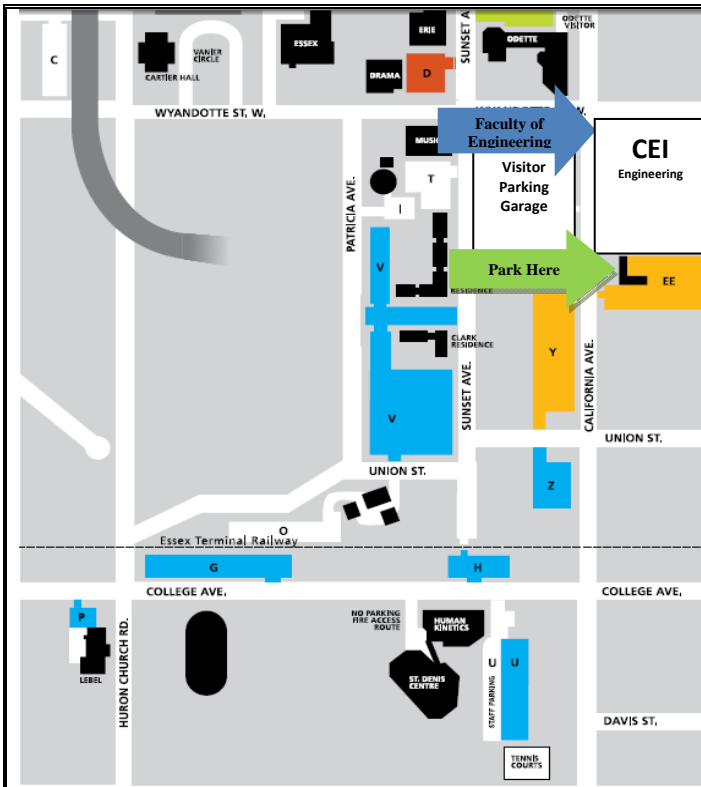 SUNSET A
ODETTE
VISITOR
ERIE
ESSEX
ODETTE
VANIER
CIRCLE
C
CARTIER HALL
DRAMA
D
WYANDOTTE ST. W.
W.
Faculty of
Engineering
MUSIC
CEI
Engineering
Visitor
Parking
Garage
T
I
PATRICIA AVE.
V
Park Here
EE
RESIDENCE
CLARK
RESIDENCE
Y
SUNSET AVE.
CALIFORNIA AVE.
V
UNION ST.
UNION ST.
Z
O
Essex Terminal Railway
G
H
COLLEGE AVE.
COLLEGE AVE.
P
LEBEL
HURON CHURCH RD.
NO PARKING
FIRE ACCESS
ROUTE
HUMAN
KINETICS
ST. DENIS
CENTRE
U
U
STAFF PARKING
DAVIS ST.
TENNIS
COURTS